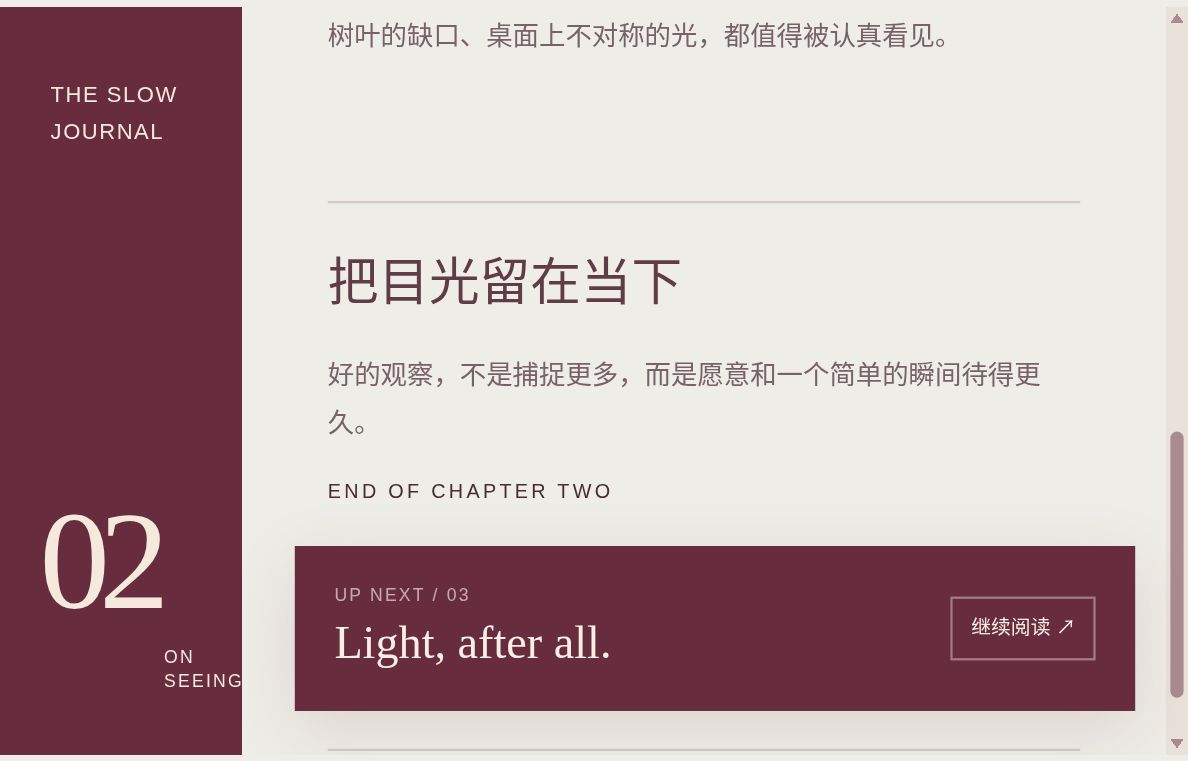 THE SLOW
JOURNAL
02
ON
SEEING
树叶的缺口、桌面上不对称的光，都值得被认真看见。
把目光留在当下
好的观察，不是捕捉更多，而是愿意和一个简单的瞬间待得更
久。
END OF CHAPTER TWO
UP NEXT / 03
Light, after all.
继续阅读 ↗